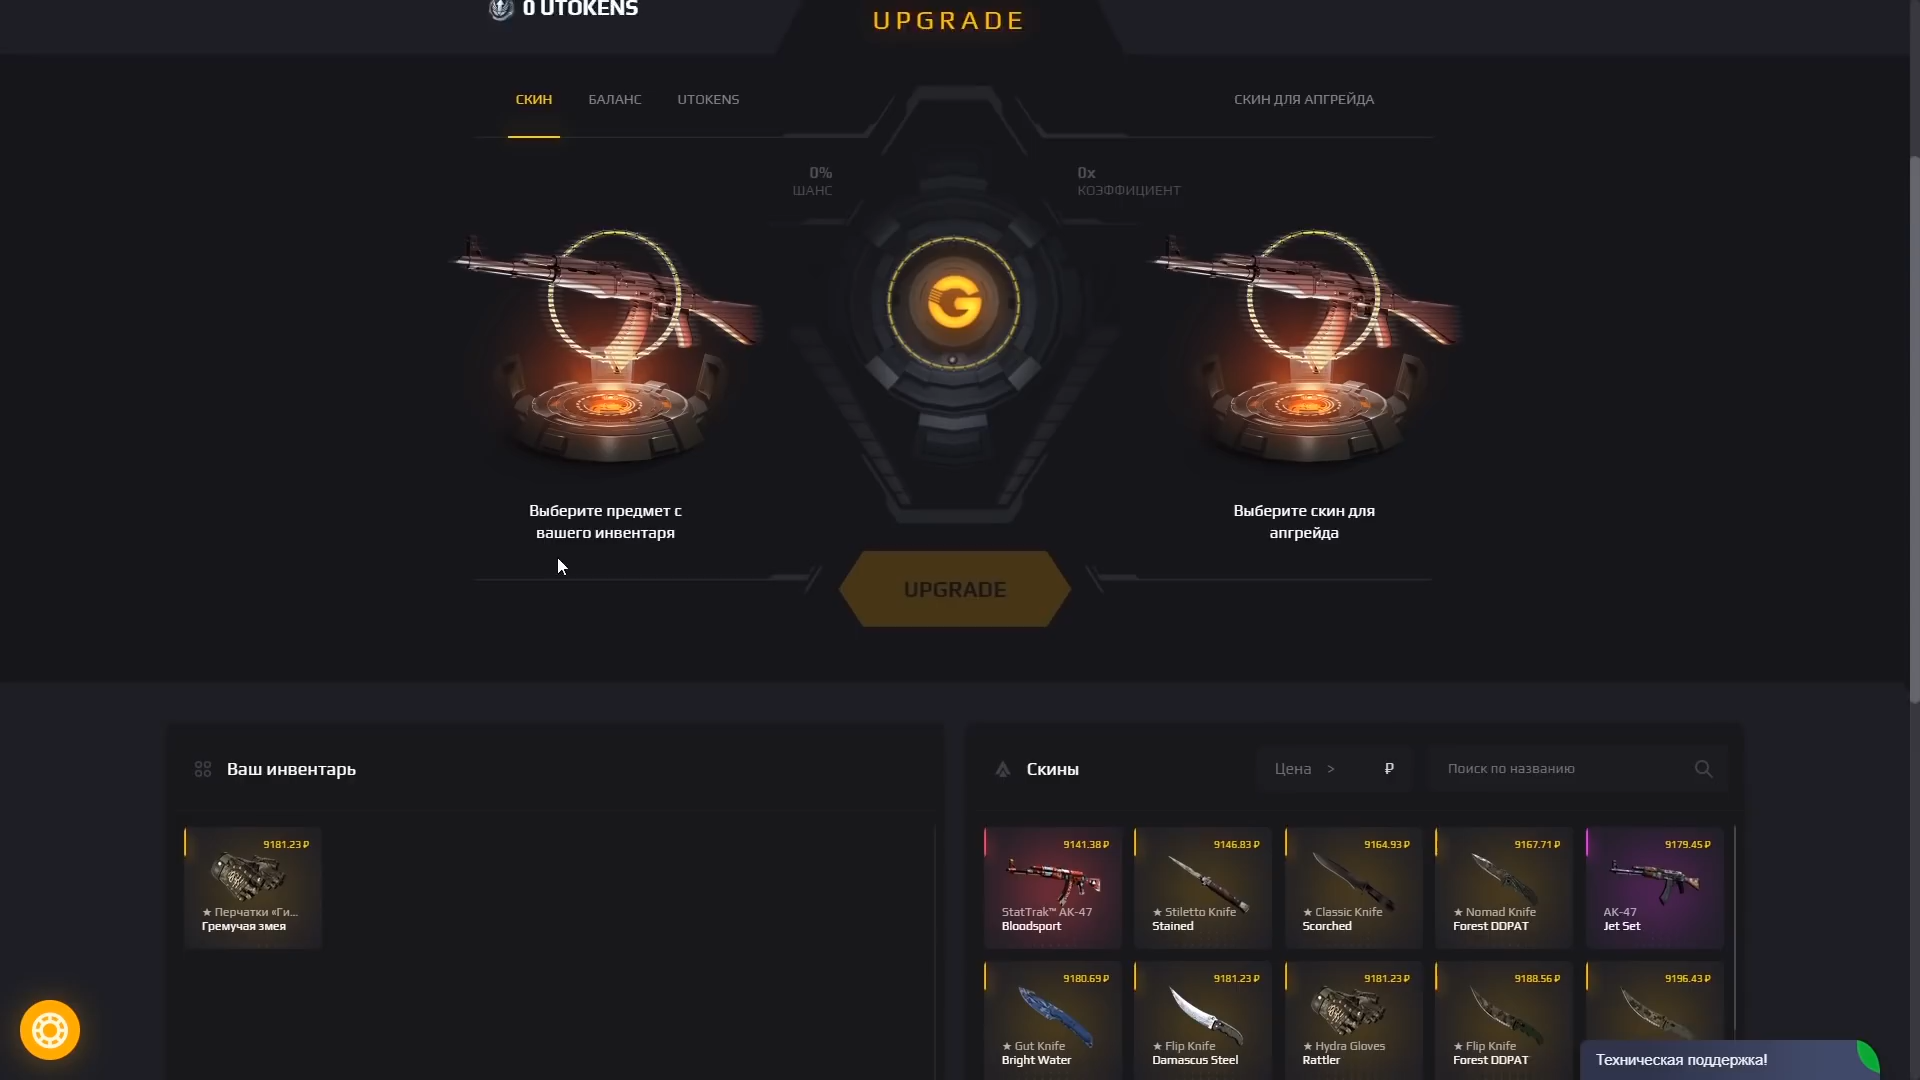 0 UTOKENS
UPGRADE
СКИН
БАЛАНС
UTOKENS
СКИН ДЛЯ АПГРЕЙДА
0%
ШАНС
0x
КОЭФФИЦИЕНТ
Выберите предмет с
вашего инвентаря
Выберите скин для
апгрейда
UPGRADE
Ваш инвентарь
9181.23 ₽
★ Перчатки «Ги...
Гремучая змея
Скины
Цена > ₽
Поиск по названию
9141.38 ₽
StatTrak™ AK-47
Bloodsport
9146.83 ₽
★ Stiletto Knife
Stained
9164.93 ₽
★ Classic Knife
Scorched
9167.71 ₽
★ Nomad Knife
Forest DDPAT
9179.45 ₽
AK-47
Jet Set
9180.69 ₽
★ Gut Knife
Bright Water
9181.23 ₽
★ Flip Knife
Damascus Steel
9181.23 ₽
★ Hydra Gloves
Rattler
9188.56 ₽
★ Flip Knife
Forest DDPAT
9196.43 ₽
Техническая поддержка!